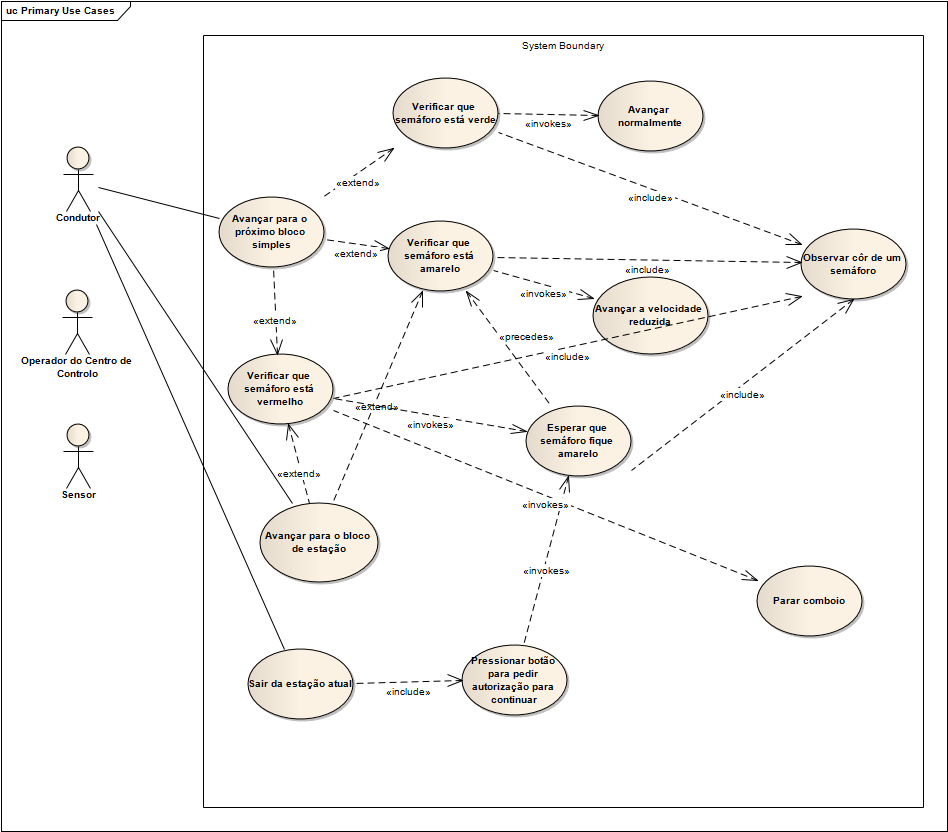 uc Primary Use Cases
System Boundary
Verificar que
semáforo está verde
«invokes»
Avançar
normalmente
«extend»
«include»
Condutor
Avançar para o
próximo bloco
simples
«extend»
Verificar que
semáforo está
amarelo
«include»
Observar côr de um
semáforo
«invokes»
Avançar a velocidade
reduzida
«extend»
«precedes»
«include»
Operador do Centro de
Controlo
Verificar que
semáforo está
vermelho
«extend»
«invokes»
«include»
Esperar que
semáforo fique
amarelo
Sensor
«extend»
«invokes»
Avançar para o bloco
de estação
«invokes»
Parar comboio
Sair da estação atual
«include»
Pressionar botão
para pedir
autorização para
continuar